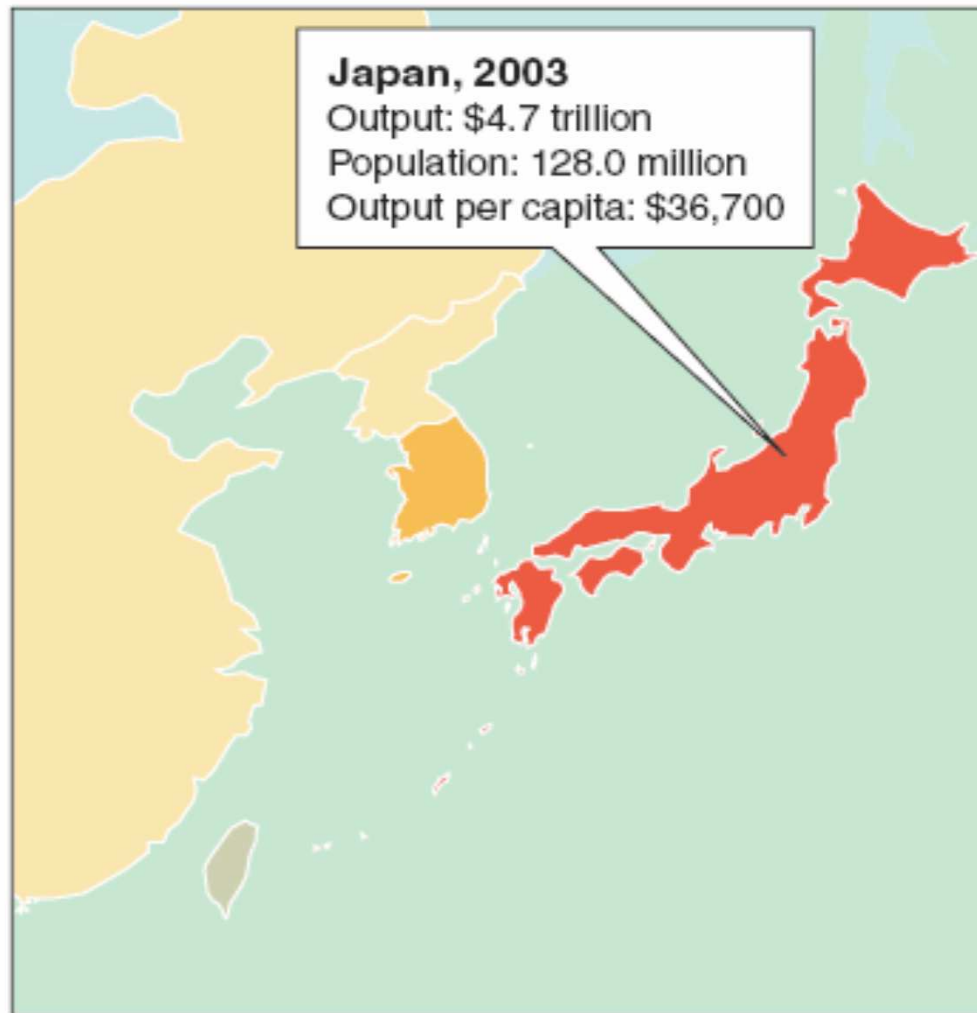 Japan, 2003
Output: $4.7 trillion
Population: 128.0 million
Output per capita: $36,700